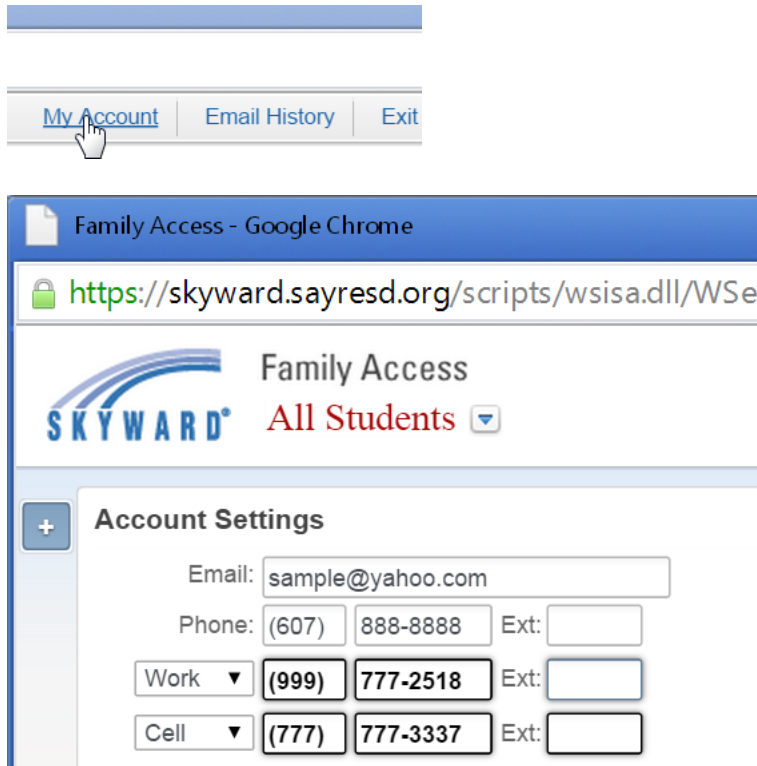 My Account Email History Exit
Family Access - Google Chrome
https://skyward.sayresd.org/scripts/wsisa.dll/WSe
Family Access
SKYWARD®
All Students
+
Account Settings
Email: sample@yahoo.com
Phone: (607) 888-8888 Ext:
Work (999) 777-2518 Ext:
Cell (777) 777-3337 Ext: